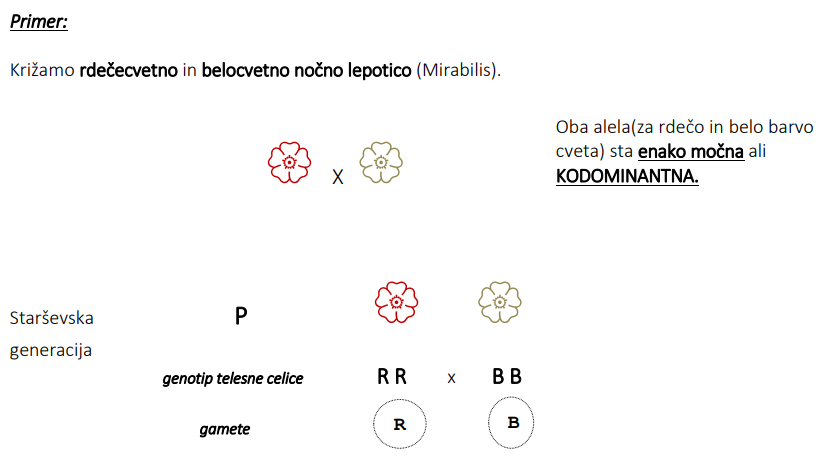 Primer:
Križamo rdečecvetno in belocvetno nočno lepotico (Mirabilis).
Oba alela(za rdečo in belo barvo
cveta) sta enako močna ali
KODOMINANTNA.
X
Starševska
generacija
P
genotip telesne celice R R x B B
gamete R B